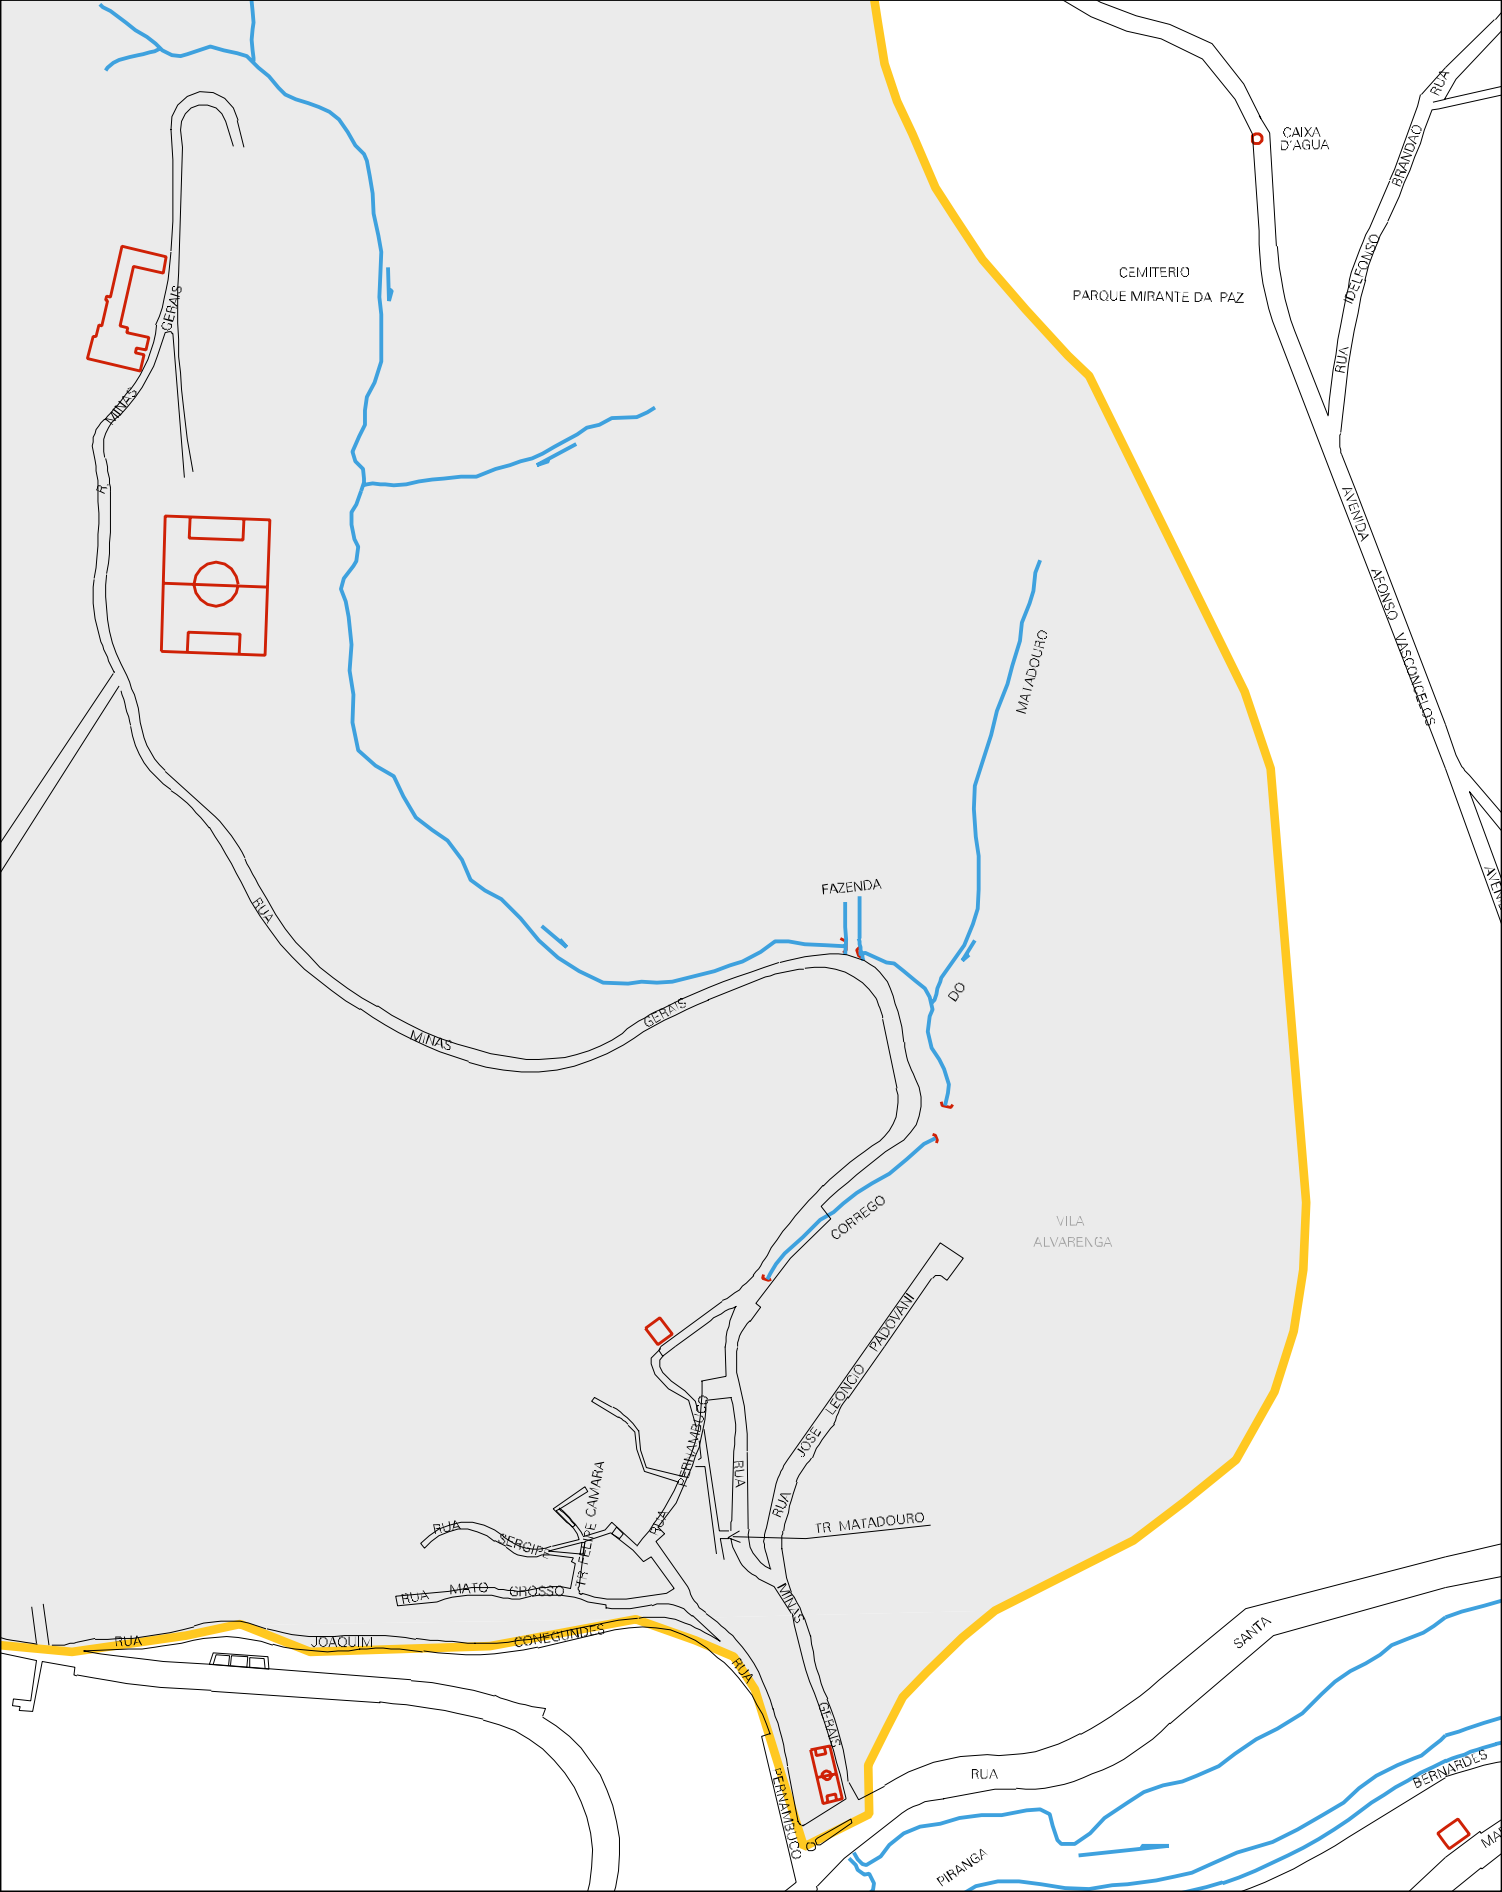 RUA
CAIXA
D'AGUA
BRANDAO
IDELFONSO
RUA
CEMITERIO
PARQUE MIRANTE DA PAZ
GERAIS
MINAS
R.
AVENIDA
AFONSO VASCONCELOS
MATADOURO
FAZENDA
RUA
MINAS
GERAIS
DO
CORREGO
VILA
ALVARENGA
RUA JOSE LEONCIO PADOVANI
PERNAMBUCO
RUA
RUA
TR FELIPE CAMARA
TR MATADOURO
RUA SERGIPE
RUA MATO GROSSO
MINAS
GERAIS
RUA JOAQUIM CONEGUNDES
RUA
PERNAMBUCO
SANTA
RUA
BERNARDES
PIRANGA